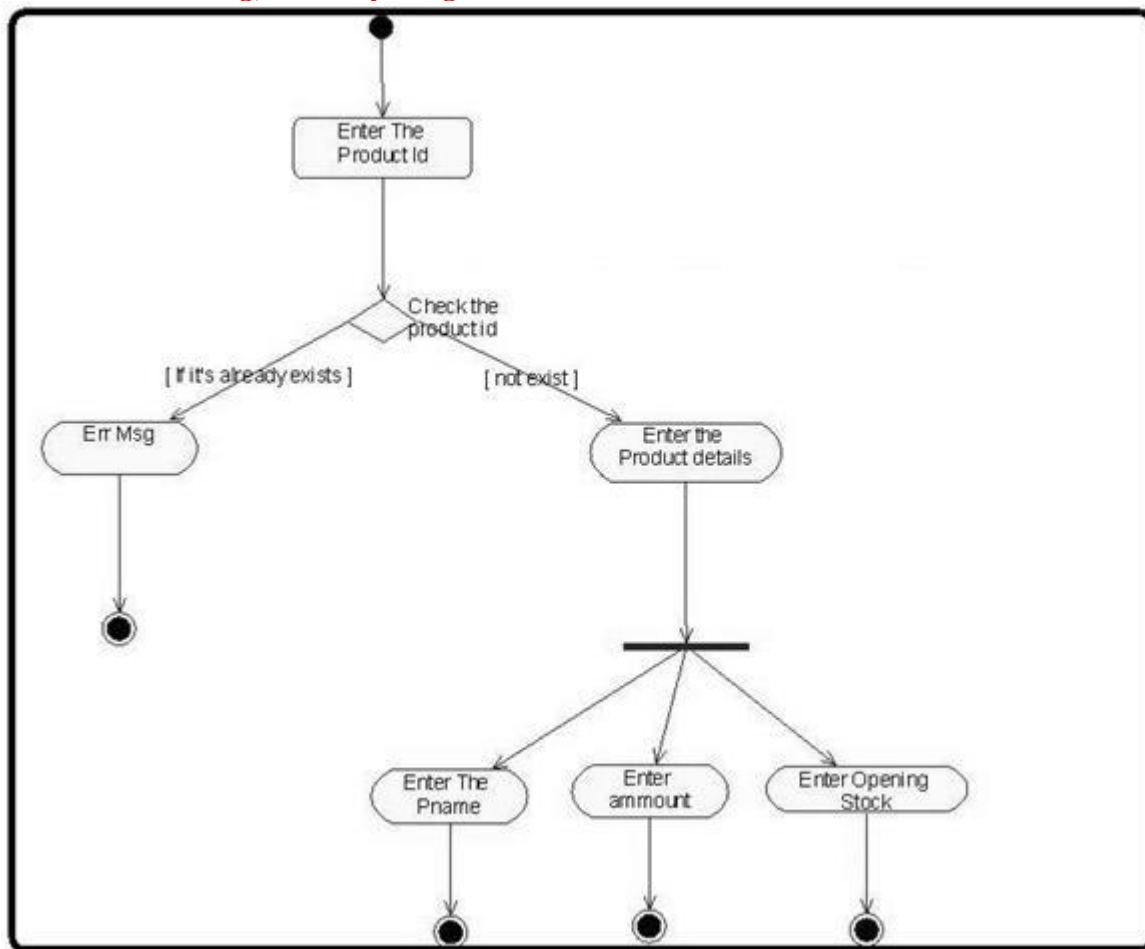 Enter The
Product Id
Check the
product id
[ If it's already exists ]
[ not exist ]
Err Msg
Enter the
Product details
Enter The
Pname
Enter
ammount
Enter Opening
Stock